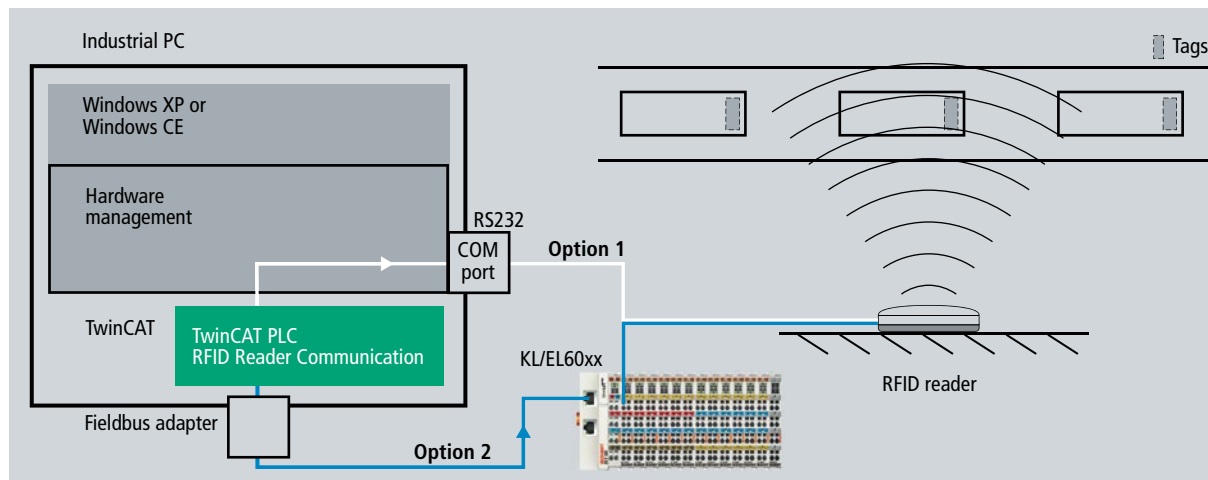 Industrial PC
Tags
Windows XP or
Windows CE
Hardware
management
RS232
COM
port
Option 1
TwinCAT
TwinCAT PLC
RFID Reader Communication
KL/EL60xx
RFID reader
Fieldbus adapter
Option 2